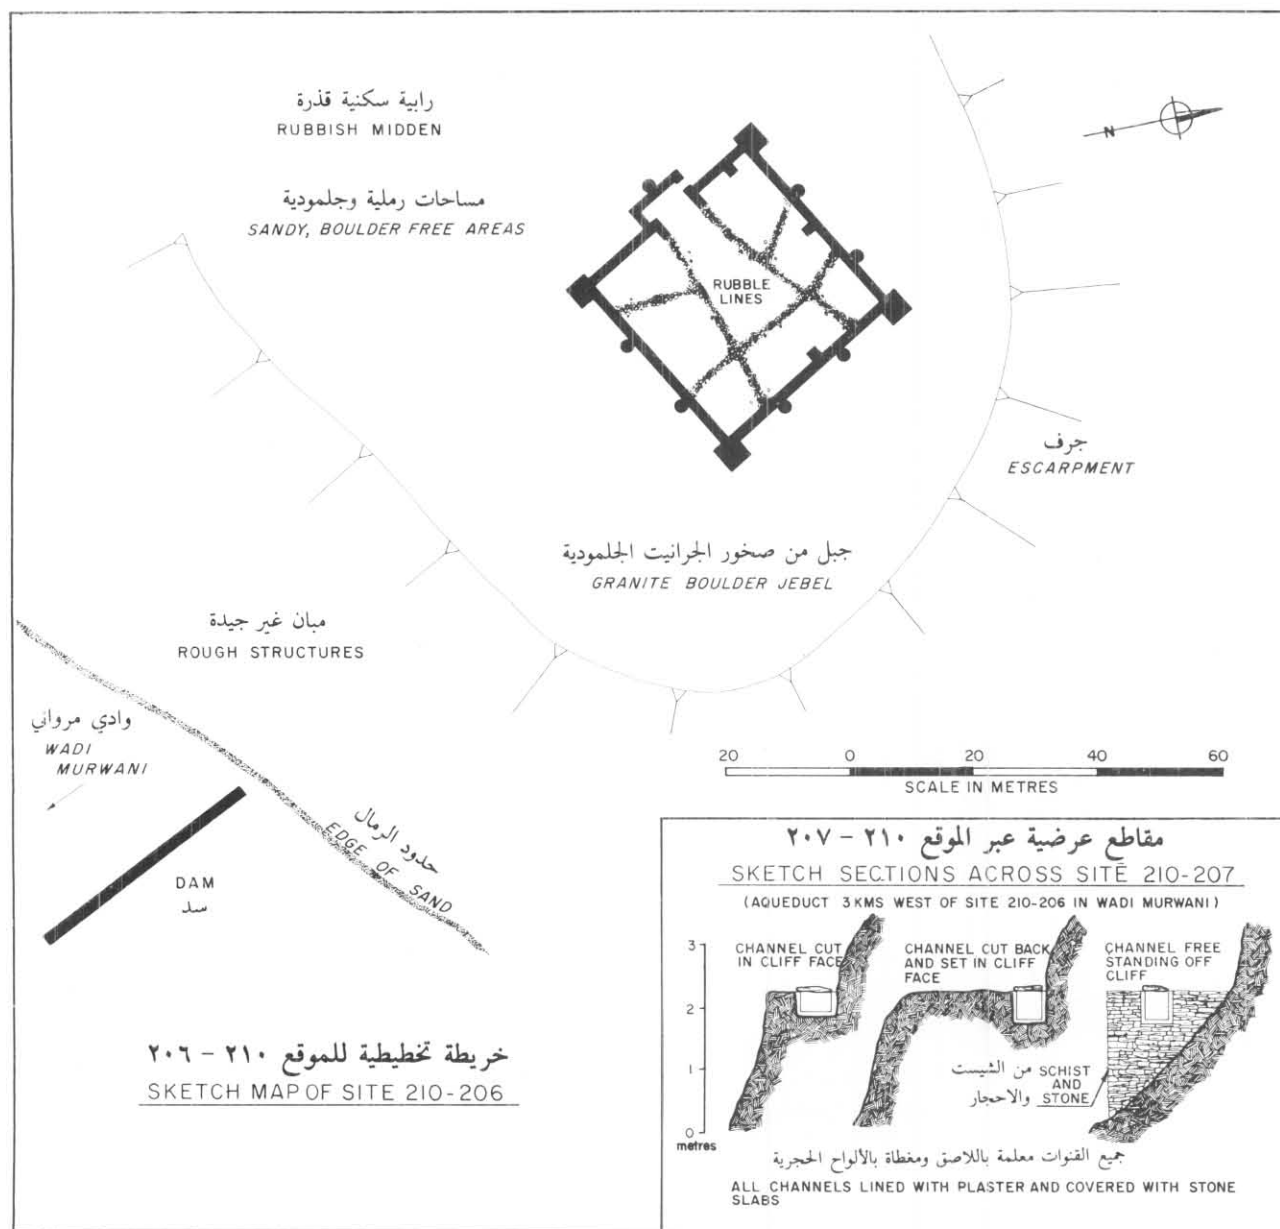 رابية سكنية قذرة
RUBBISH MIDDEN
مساحات رملية وجلمودية
SANDY, BOULDER FREE AREAS
N
RUBBLE
LINES
جرف
ESCARPMENT
جبل من صخور الجرانيت الجلمودية
GRANITE BOULDER JEBEL
مبان غير جيدة
ROUGH STRUCTURES
وادي مرواني
WADI
MURWANI
حدود الرمال
EDGE OF SAND
DAM
سد
20 0 20 40 60
SCALE IN METRES
خريطة تخطيطية للموقع ٢١٠ - ٢٠٦
SKETCH MAP OF SITE 210-206
مقاطع عرضية عبر الموقع ٢١٠ - ٢٠٧
SKETCH SECTIONS ACROSS SITE 210-207
(AQUEDUCT 3 KMS WEST OF SITE 210-206 IN WADI MURWANI)
3
2
1
0
metres
CHANNEL CUT
IN CLIFF FACE
CHANNEL CUT BACK
AND SET IN CLIFF
FACE
CHANNEL FREE
STANDING OFF
CLIFF
من الشيست
والاحجار
SCHIST
AND
STONE
جميع القنوات معلمة باللاصق ومغطاة بالألواح الحجرية
ALL CHANNELS LINED WITH PLASTER AND COVERED WITH STONE
SLABS